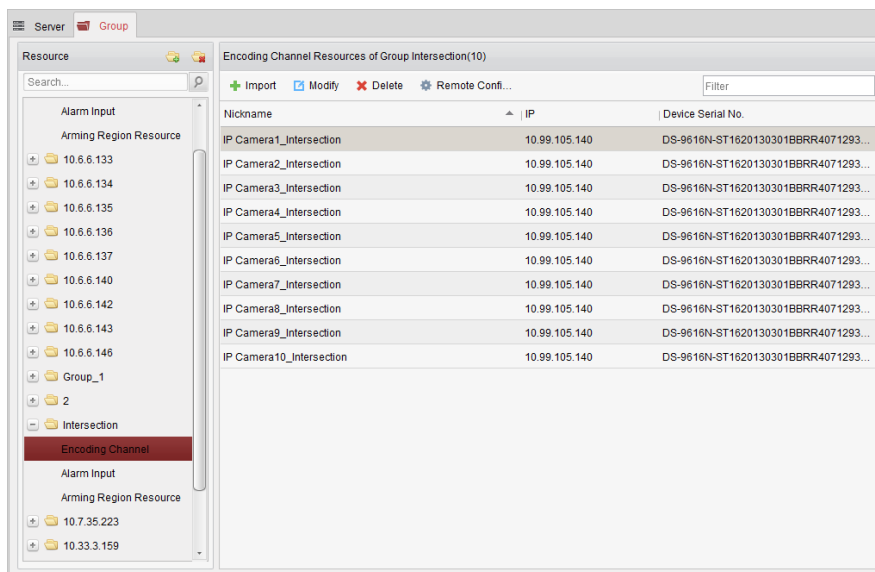 Server Group
Resource
Search...
Alarm Input
Arming Region Resource
10.6.6.133
10.6.6.134
10.6.6.135
10.6.6.136
10.6.6.137
10.6.6.140
10.6.6.142
10.6.6.143
10.6.6.146
Group_1
2
Intersection
Encoding Channel
Alarm Input
Arming Region Resource
10.7.35.223
10.33.3.159
Encoding Channel Resources of Group Intersection(10)
Import Modify Delete Remote Confi... Filter
Nickname IP Device Serial No.
IP Camera1_Intersection 10.99.105.140 DS-9616N-ST1620130301BBRR4071293...
IP Camera2_Intersection 10.99.105.140 DS-9616N-ST1620130301BBRR4071293...
IP Camera3_Intersection 10.99.105.140 DS-9616N-ST1620130301BBRR4071293...
IP Camera4_Intersection 10.99.105.140 DS-9616N-ST1620130301BBRR4071293...
IP Camera5_Intersection 10.99.105.140 DS-9616N-ST1620130301BBRR4071293...
IP Camera6_Intersection 10.99.105.140 DS-9616N-ST1620130301BBRR4071293...
IP Camera7_Intersection 10.99.105.140 DS-9616N-ST1620130301BBRR4071293...
IP Camera8_Intersection 10.99.105.140 DS-9616N-ST1620130301BBRR4071293...
IP Camera9_Intersection 10.99.105.140 DS-9616N-ST1620130301BBRR4071293...
IP Camera10_Intersection 10.99.105.140 DS-9616N-ST1620130301BBRR4071293...